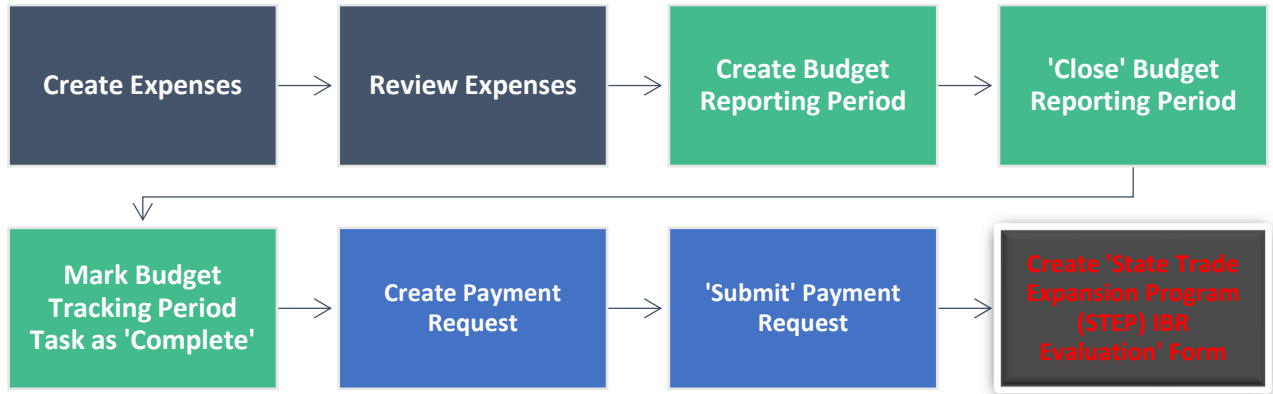 Create Expenses
Review Expenses
Create Budget
Reporting Period
'Close' Budget
Reporting Period
Mark Budget
Tracking Period
Task as 'Complete'
Create Payment
Request
'Submit' Payment
Request
Create 'State Trade
Expansion Program
(STEP) IBR
Evaluation' Form